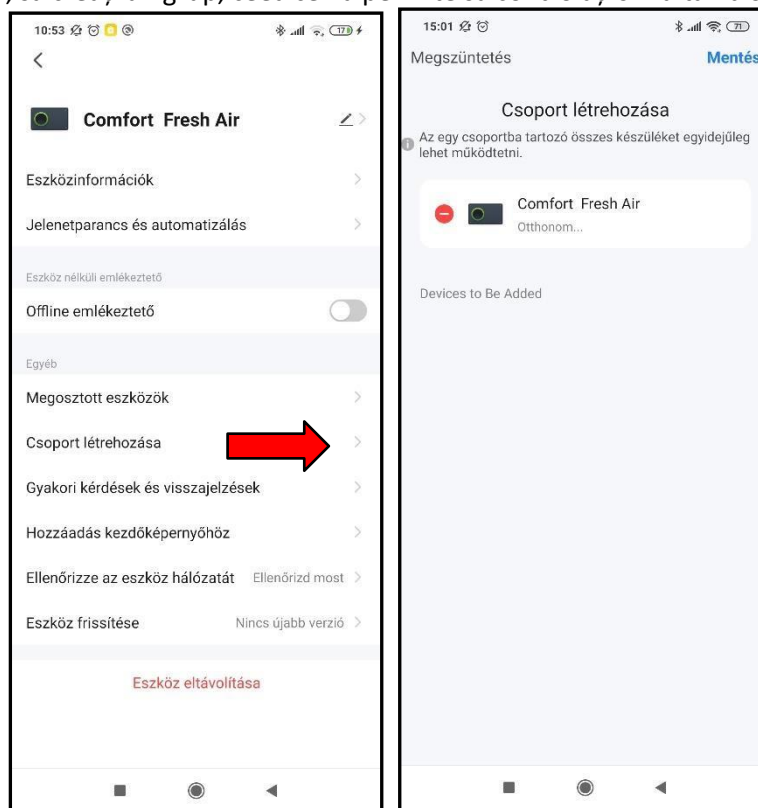 10:53
17
Comfort Fresh Air
Eszközinformációk
Jelenetparancs és automatizálás
Eszköz nélküli emlékeztető
Offline emlékeztető
Egyéb
Megosztott eszközök
Csoport létrehozása
Gyakori kérdések és visszajelzések
Hozzáadás kezdőképernyőhöz
Ellenőrizze az eszköz hálózatát Ellenőrizd most
Eszköz frissítése Nincs újabb verzió
Eszköz eltávolítása
15:01
71
Megszüntetés Mentés
Csoport létrehozása
Az egy csoportba tartozó összes készüléket egyidejűleg
lehet működtetni.
Comfort Fresh Air
Otthonom...
Devices to Be Added